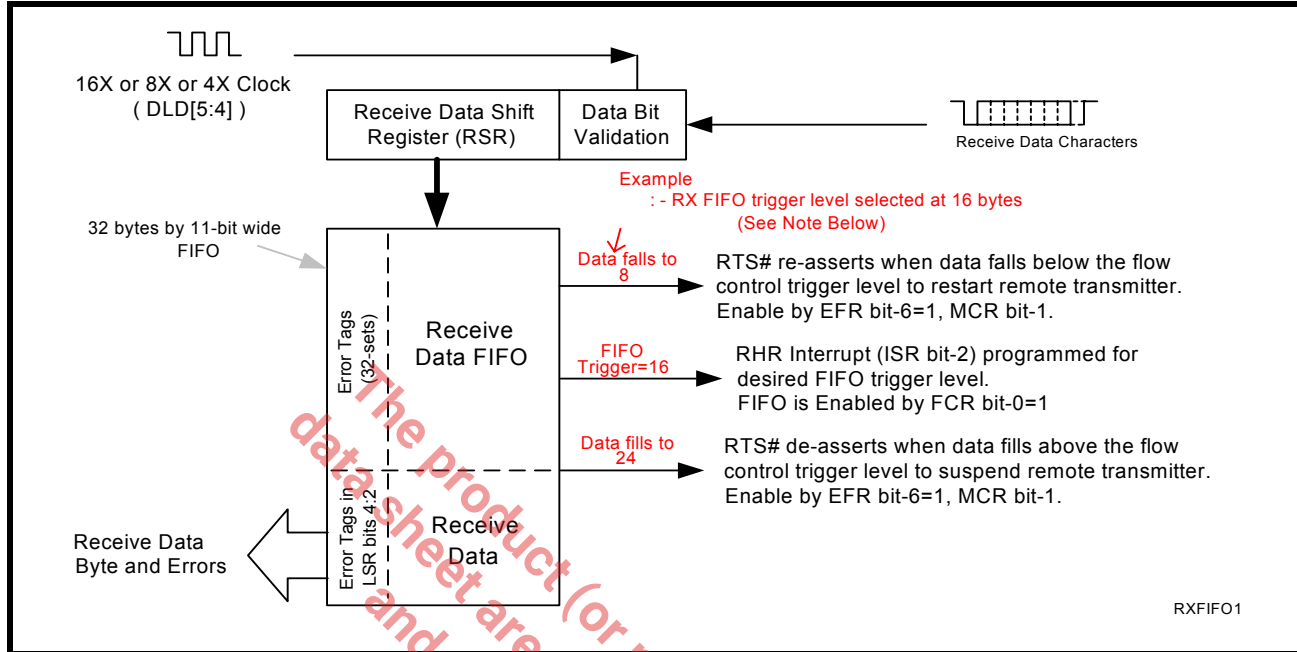 16X or 8X or 4X Clock
( DLD[5:4] )
Receive Data Shift
Register (RSR)
Data Bit
Validation
Receive Data Characters
Example
: - RX FIFO trigger level selected at 16 bytes
(See Note Below)
32 bytes by 11-bit wide
FIFO
Data falls to
8
RTS# re-asserts when data falls below the flow
control trigger level to restart remote transmitter.
Enable by EFR bit-6=1, MCR bit-1.
Error Tags
(32-sets)
Receive
Data FIFO
FIFO
Trigger=16
RHR Interrupt (ISR bit-2) programmed for
desired FIFO trigger level.
FIFO is Enabled by FCR bit-0=1
Data fills to
24
RTS# de-asserts when data fills above the flow
control trigger level to suspend remote transmitter.
Enable by EFR bit-6=1, MCR bit-1.
Error Tags in
LSR bits 4:2
Receive
Data
Receive Data
Byte and Errors
RXFIFO1
The product (or
data sheet are
and